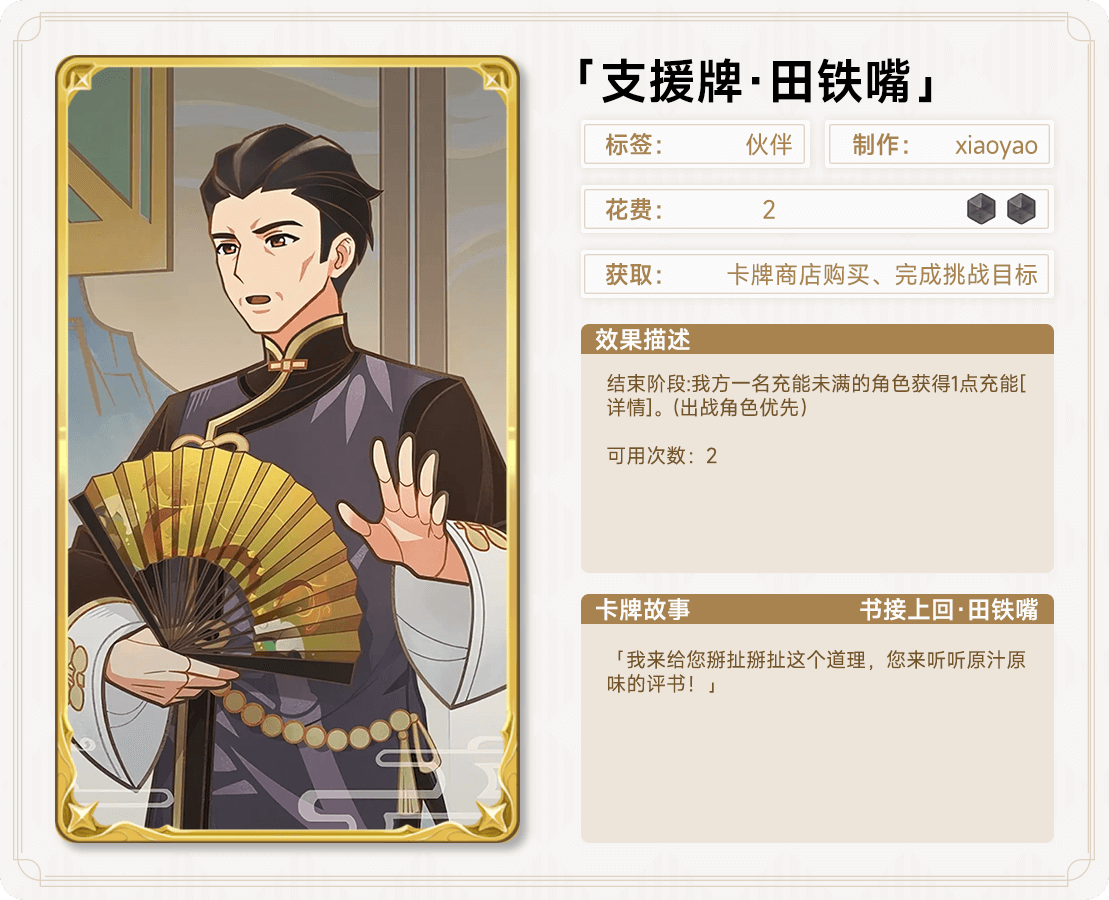 「支援牌·田铁嘴」
标签： 伙伴 制作： xiaoyao
花费： 2
获取： 卡牌商店购买、完成挑战目标
效果描述
结束阶段:我方一名充能未满的角色获得1点充能[
详情]。(出战角色优先)
可用次数：2
卡牌故事 书接上回·田铁嘴
「我来给您掰扯掰扯这个道理，您来听听原汁原
味的评书！」